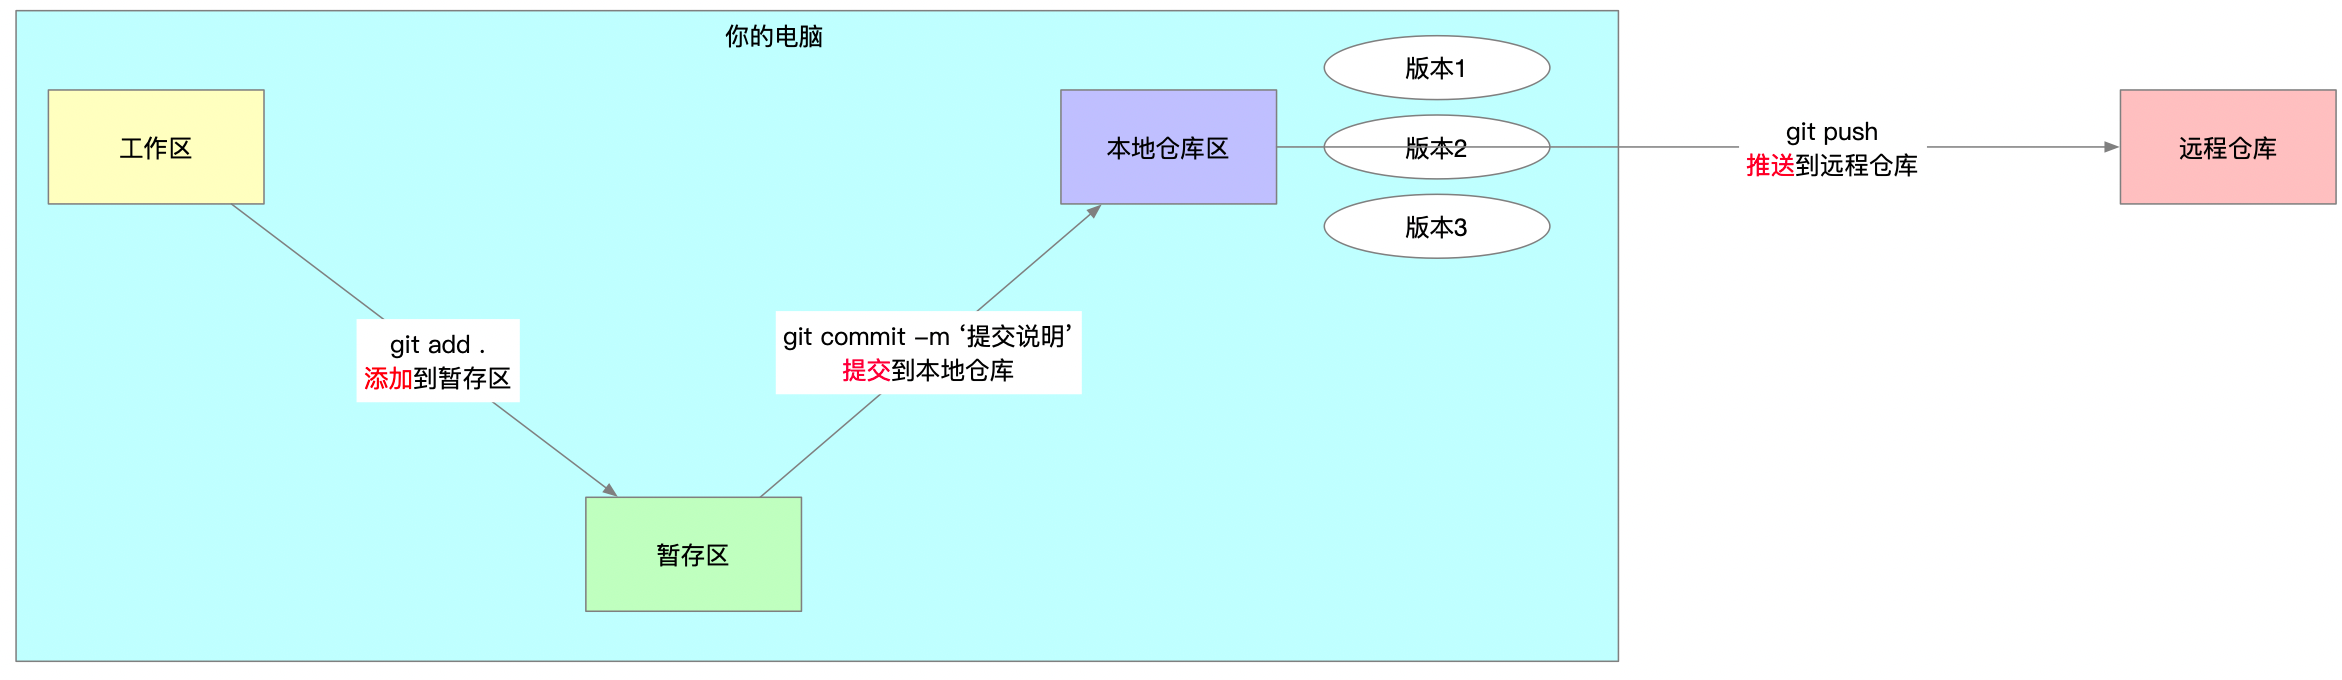 你的电脑
版本1
工作区
本地仓库区
版本2
git push
推送到远程仓库
远程仓库
版本3
git add .
添加到暂存区
git commit -m ‘提交说明’
提交到本地仓库
暂存区